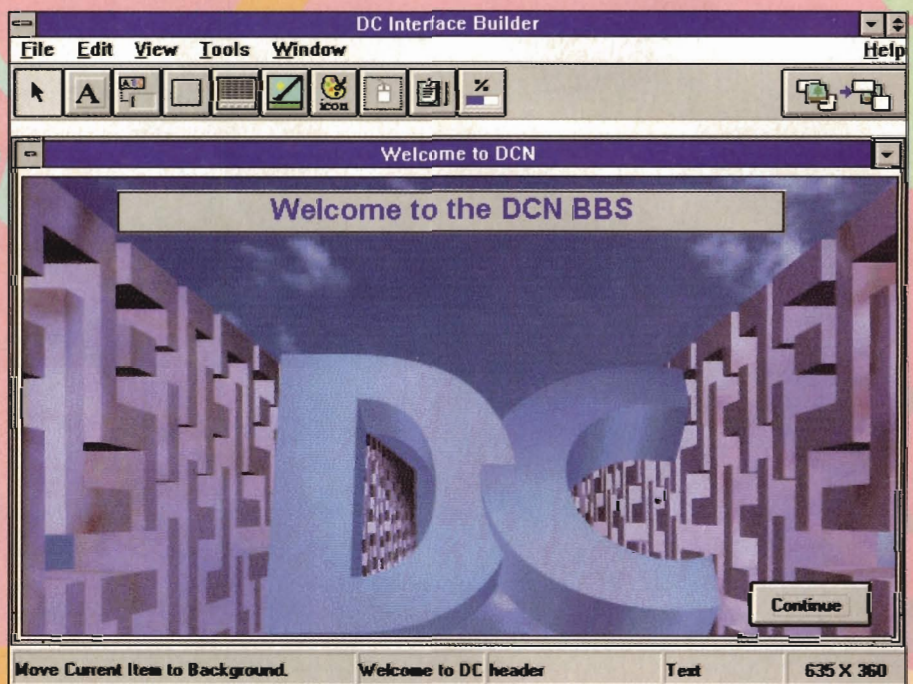 DC Interface Builder
File Edit View Tools Window Help
A A icon %
Welcome to DCN
Welcome to the DCN BBS
DC
Continue
Move Current Item to Background. Welcome to DC header Text 635 X 360